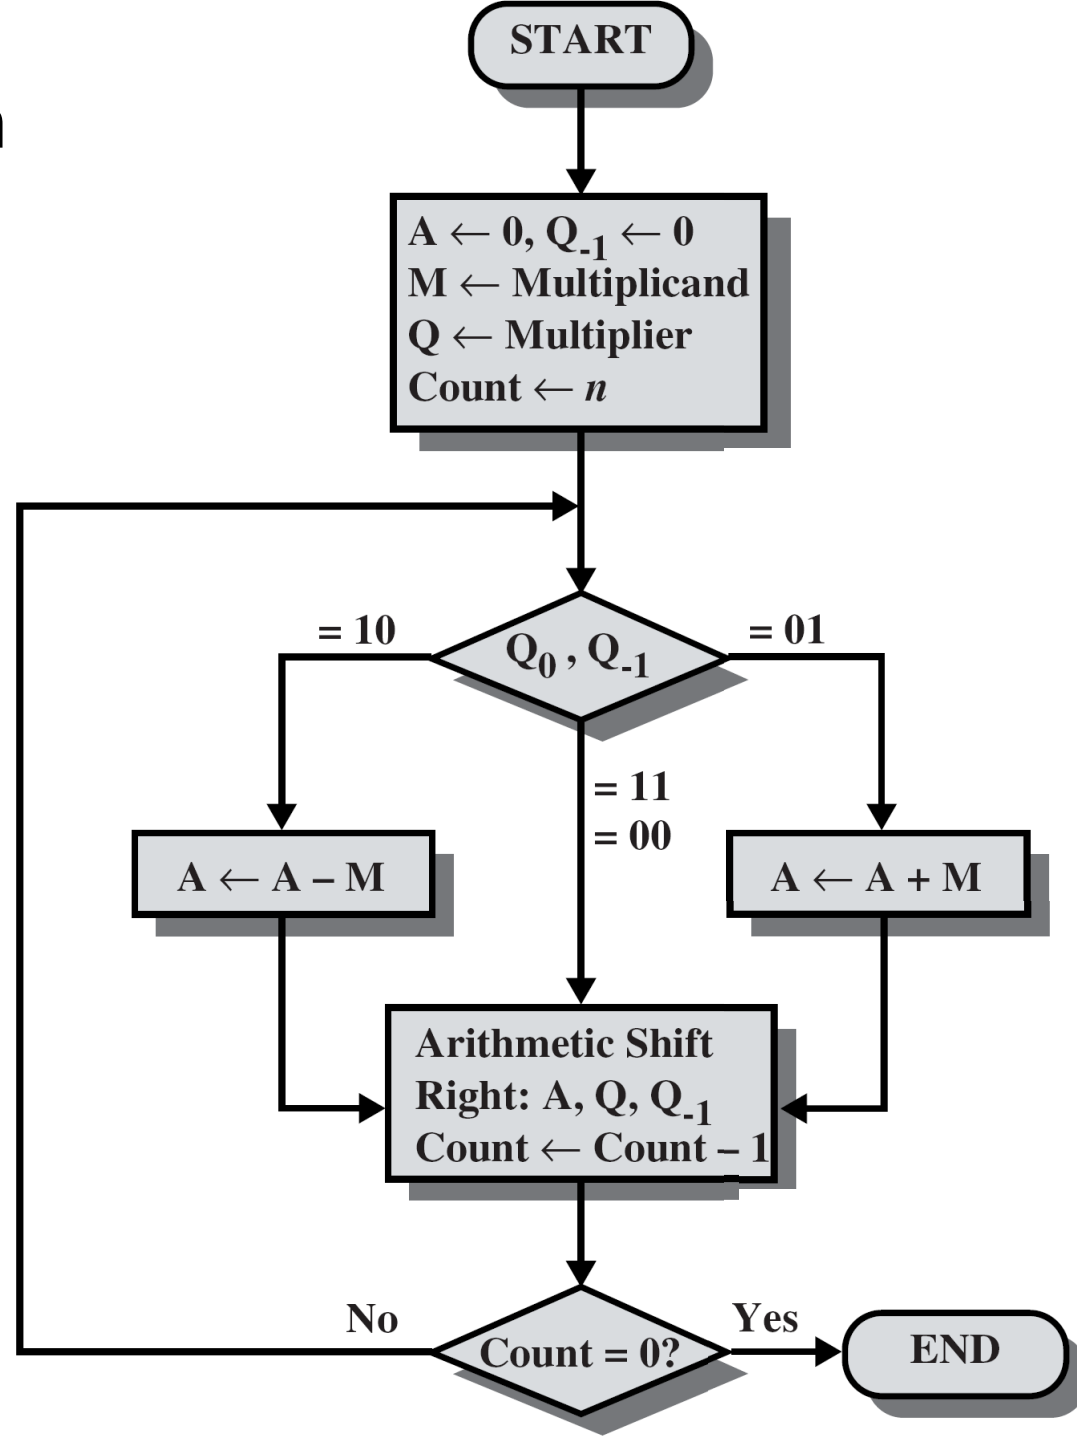 START
A ← 0, Q-1 ← 0
M ← Multiplicand
Q ← Multiplier
Count ← n
= 10
= 01
Q0 , Q-1
= 11
= 00
A ← A – M
A ← A + M
Arithmetic Shift
Right: A, Q, Q-1
Count ← Count – 1
No
Yes
Count = 0?
END